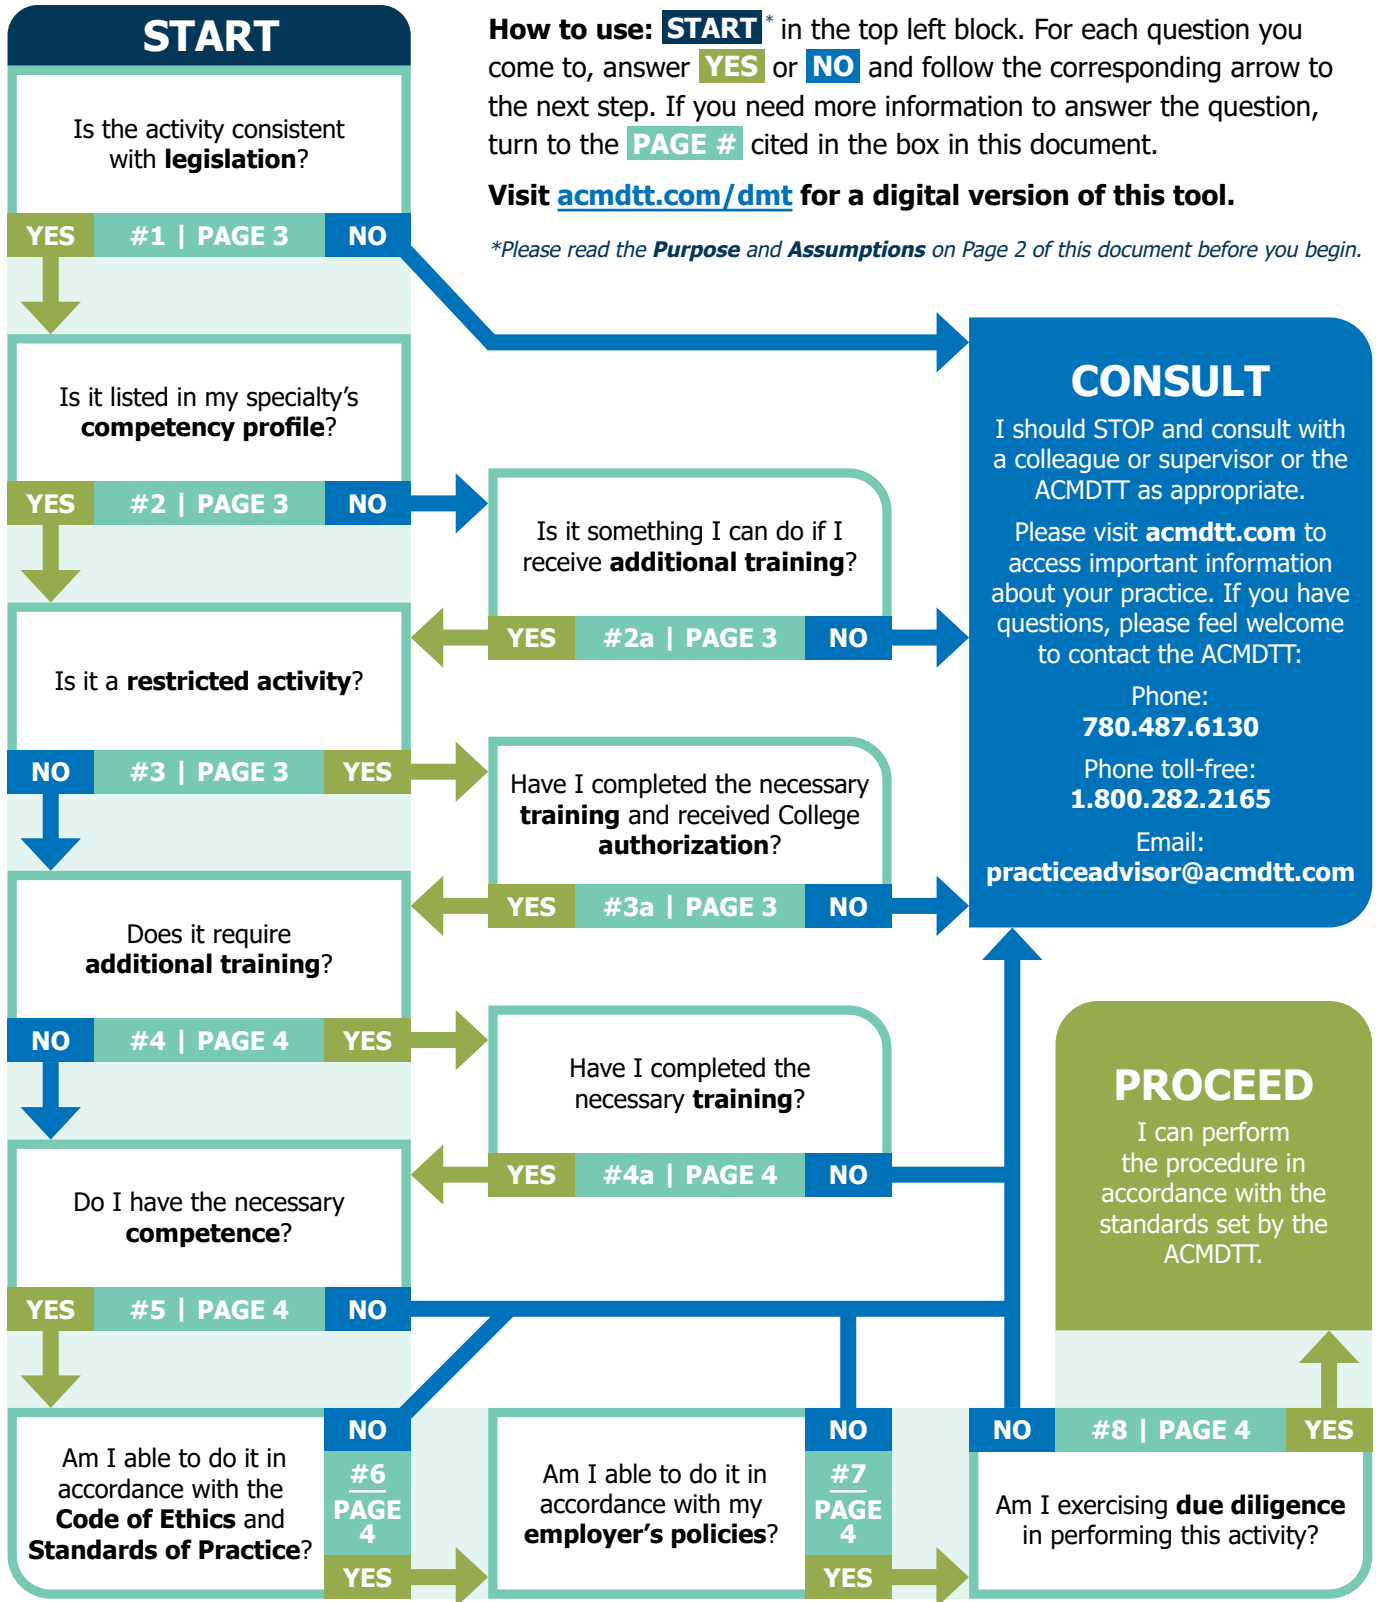 START
How to use: START* in the top left block. For each question you
come to, answer YES or NO and follow the corresponding arrow to
the next step. If you need more information to answer the question,
turn to the PAGE # cited in the box in this document.
Visit acmdtt.com/dmt for a digital version of this tool.
*Please read the Purpose and Assumptions on Page 2 of this document before you begin.
Is the activity consistent
with legislation?
YES #1 | PAGE 3 NO
Is it listed in my specialty's
competency profile?
YES #2 | PAGE 3 NO
Is it something I can do if I
receive additional training?
YES #2a | PAGE 3 NO
Is it a restricted activity?
NO #3 | PAGE 3 YES
Have I completed the necessary
training and received College
authorization?
YES #3a | PAGE 3 NO
Does it require
additional training?
NO #4 | PAGE 4 YES
Have I completed the
necessary training?
YES #4a | PAGE 4 NO
Do I have the necessary
competence?
YES #5 | PAGE 4 NO
Am I able to do it in
accordance with the
Code of Ethics and
Standards of Practice?
NO
#6
PAGE
4
YES
Am I able to do it in
accordance with my
employer's policies?
NO
#7
PAGE
4
YES
NO #8 | PAGE 4 YES
Am I exercising due diligence
in performing this activity?
CONSULT
I should STOP and consult with
a colleague or supervisor or the
ACMDTT as appropriate.
Please visit acmdtt.com to
access important information
about your practice. If you have
questions, please feel welcome
to contact the ACMDTT:
Phone:
780.487.6130
Phone toll-free:
1.800.282.2165
Email:
practiceadvisor@acmdtt.com
PROCEED
I can perform
the procedure in
accordance with the
standards set by the
ACMDTT.